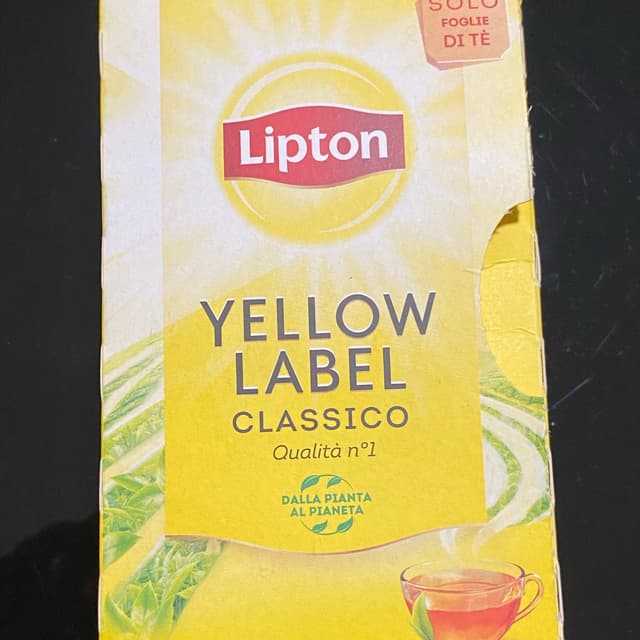 SOLO
FOGLIE
DI TÈ
Lipton
YELLOW
LABEL
CLASSICO
Qualità n°1
DALLA PIANTA
AL PIANETA